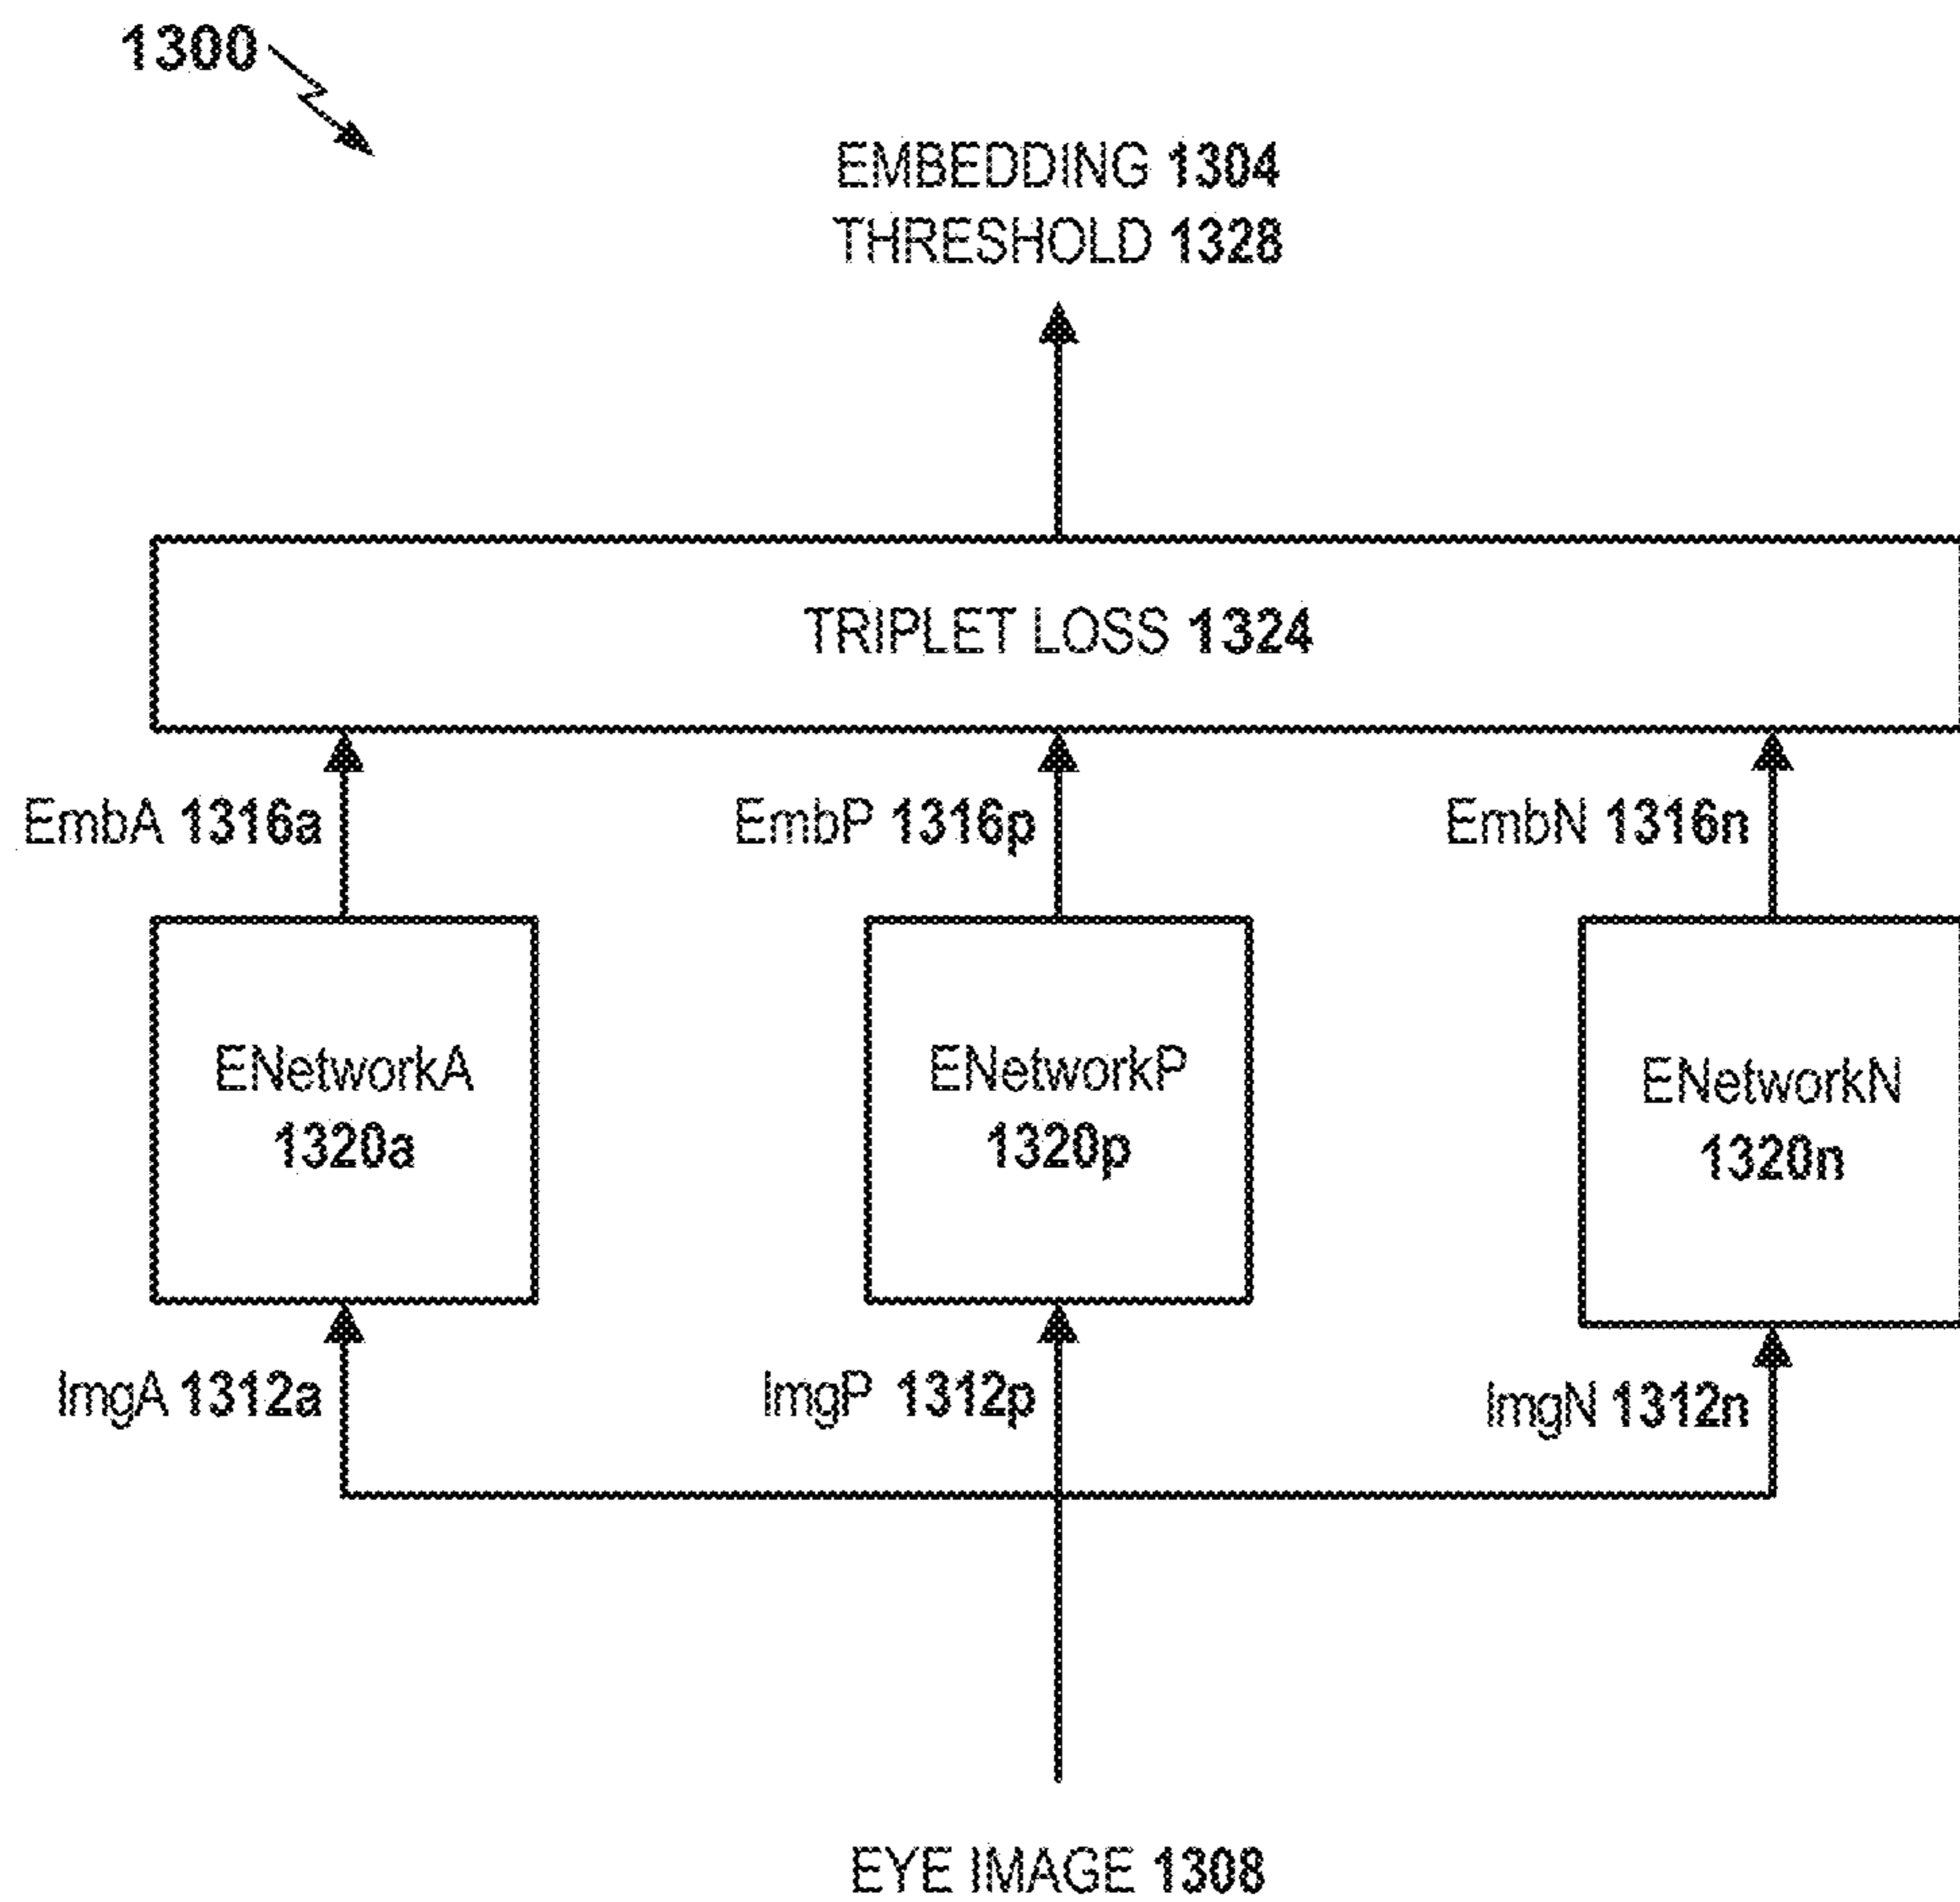 1300
EMBEDDING 1304
THRESHOLD 1328
TRIPLET LOSS 1324
EmbA 1316a
EmbP 1316p
EmbN 1316n
ENetworkA
1320a
ENetworkP
1320p
ENetworkN
1320n
ImgA 1312a
ImgP 1312p
ImgN 1312n
EYE IMAGE 1308